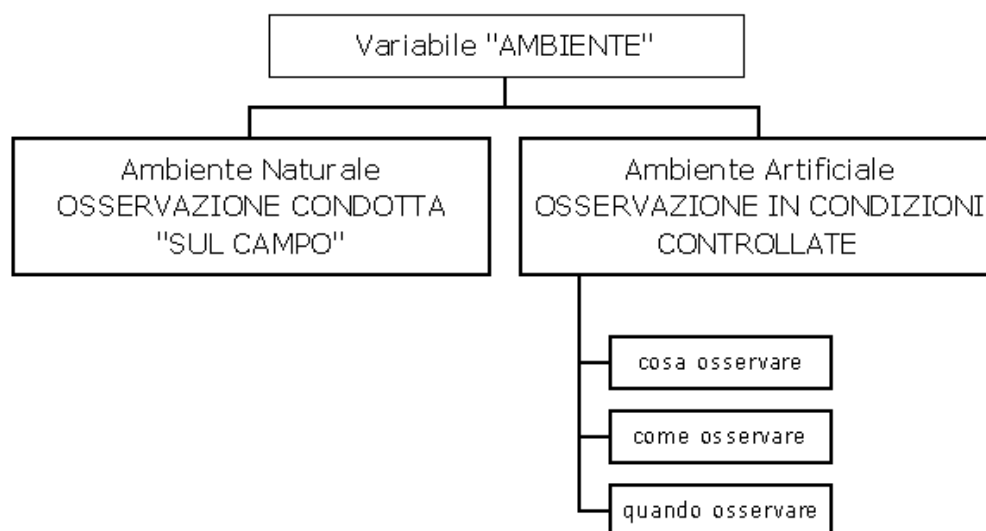 Variabile "AMBIENTE"
Ambiente Naturale
OSSERVAZIONE CONDOTTA
"SUL CAMPO"
Ambiente Artificiale
OSSERVAZIONE IN CONDIZIONI
CONTROLLATE
cosa osservare
come osservare
quando osservare